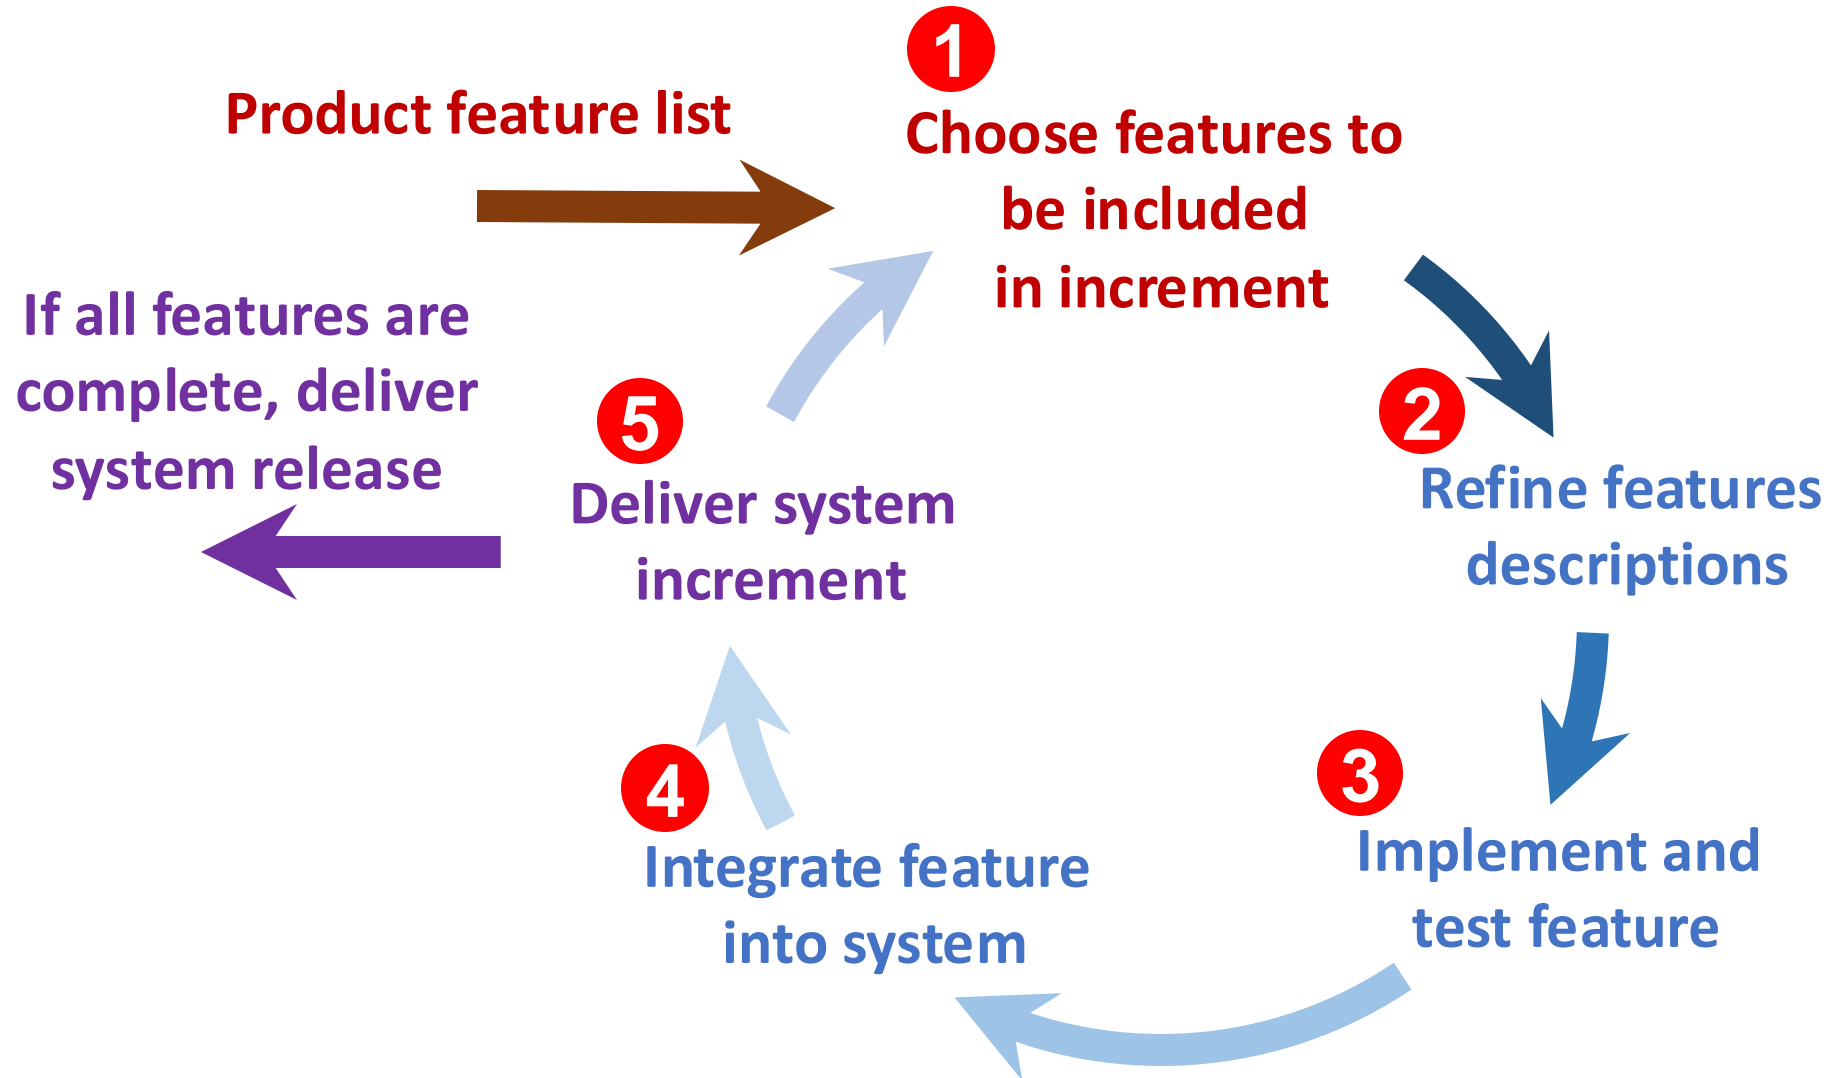 Product feature list
1
Choose features to
be included
in increment
2
Refine features
descriptions
3
Implement and
test feature
4
Integrate feature
into system
5
Deliver system
increment
If all features are
complete, deliver
system release